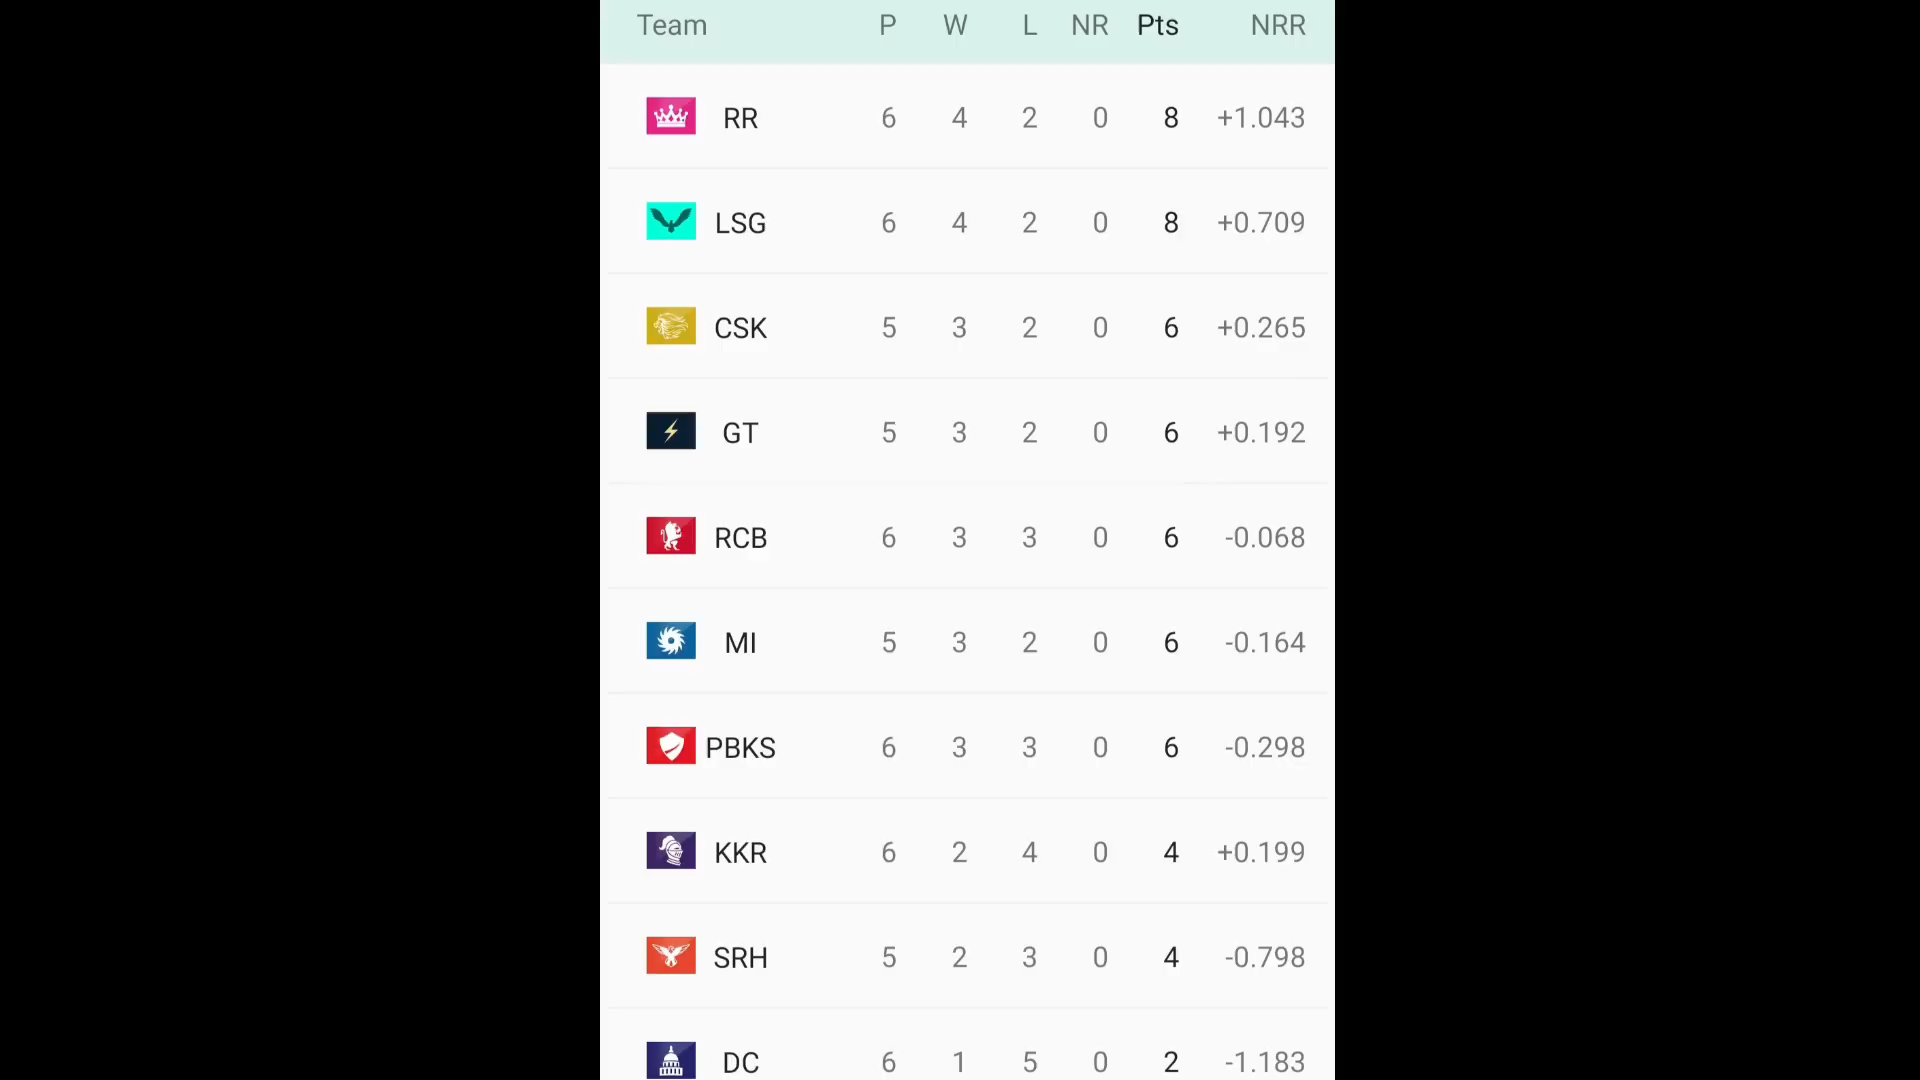 Team P W L NR Pts NRR
RR 6 4 2 0 8 +1.043
LSG 6 4 2 0 8 +0.709
CSK 5 3 2 0 6 +0.265
GT 5 3 2 0 6 +0.192
RCB 6 3 3 0 6 -0.068
MI 5 3 2 0 6 -0.164
PBKS 6 3 3 0 6 -0.298
KKR 6 2 4 0 4 +0.199
SRH 5 2 3 0 4 -0.798
DC 6 1 5 0 2 -1.183